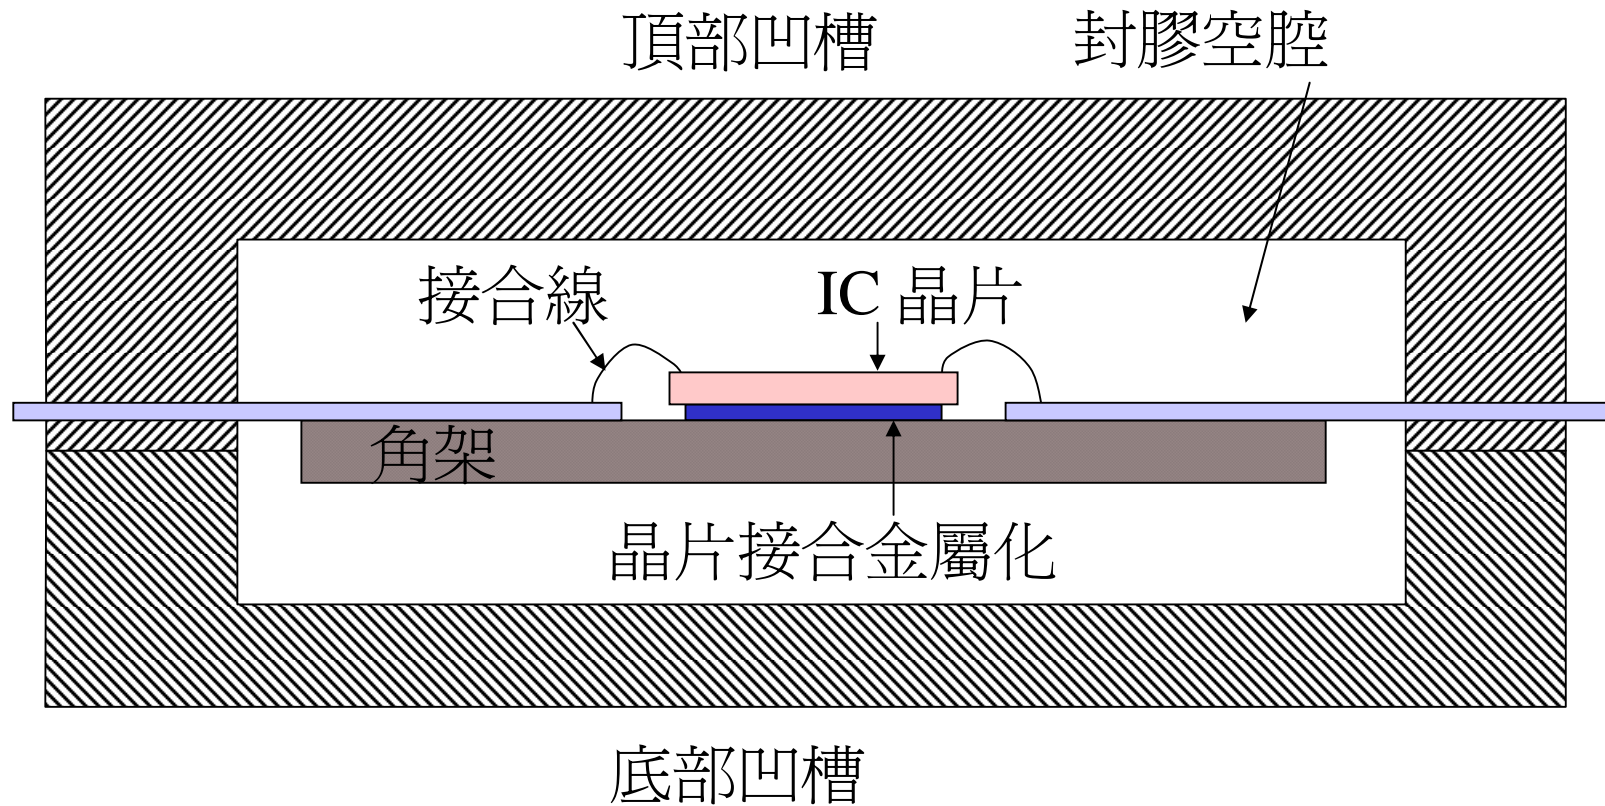 頂部凹槽
封膠空腔
接合線
IC 晶片
角架
晶片接合金屬化
底部凹槽